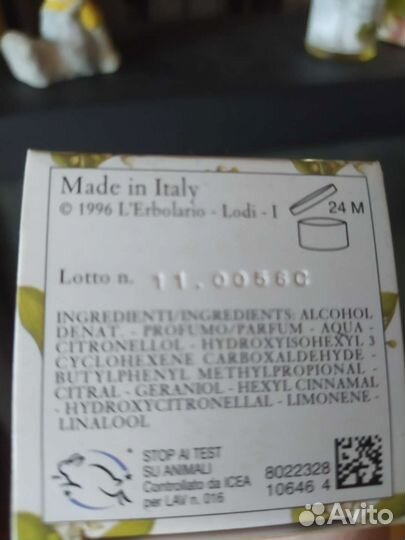 Made in Italy
© 1996 L'Erbolario - Lodi - I
24 M
Lotto n. 11.0056C
INGREDIENTI/INGREDIENTS: ALCOHOL
DENAT. - PROFUMO/PARFUM - AQUA -
CITRONELLOL - HYDROXYISOHEXYL 3
CYCLOHEXENE CARBOXALDEHYDE -
BUTYLPHENYL METHYLPROPIONAL -
CITRAL - GERANIOL - HEXYL CINNAMAL
- HYDROXYCITRONELLAL - LIMONENE -
LINALOOL
STOP AI TEST
SU ANIMALI
Controllato da ICEA
per LAV n. 016
8022328
10646 4
Avito